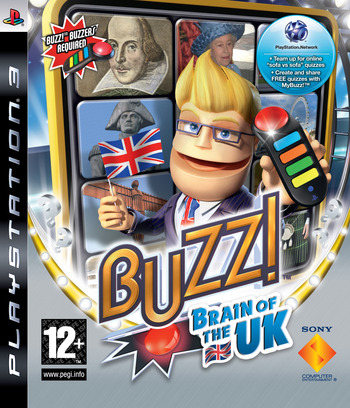 PLAYSTATION 3
"BUZZ!™ BUZZERS"
REQUIRED
PlayStation®Network
• Team up for online
"sofa vs sofa" quizzes
• Create and share
FREE quizzes with
MyBuzz!™
BUZZ!™
BRAIN OF
THE UK
12+
www.pegi.info
SONY
COMPUTER
ENTERTAINMENT®